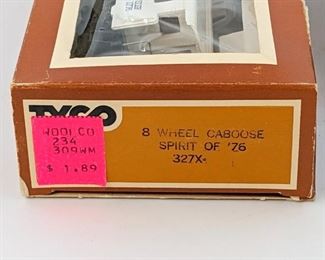 TYCO
WOOLCO
234
309WM
$ 1.89
8 WHEEL CABOOSE
SPIRIT OF '76
327X